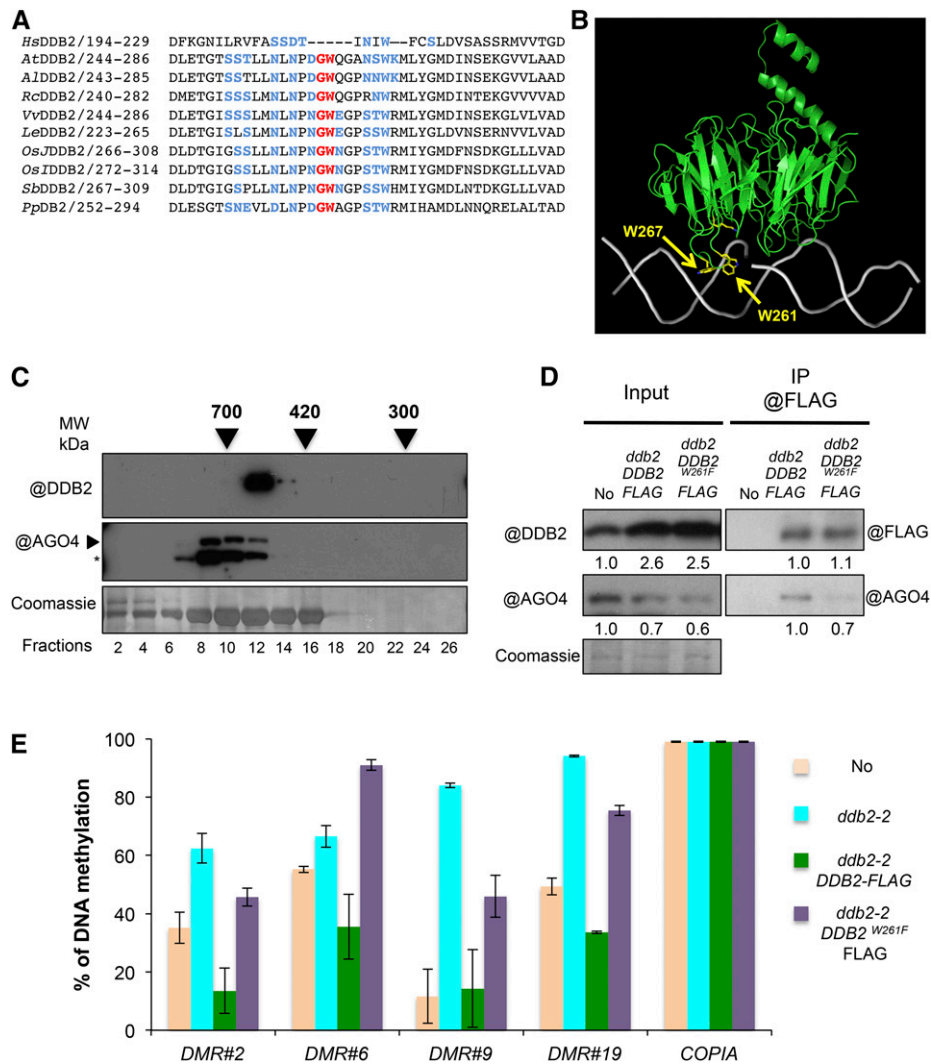 A
HsDDB2/194-229 DFKGNILRVFASSDT-----INIW--FCSLDVSASSRMVVTGD
AtDDB2/244-286 DLETGTSSTLLNLNPDGWQGANSWKMLYGMDINSEKGVVLAAD
AlDDB2/243-285 DLETGTSSTLMNLNPDGWQGPNNWKMLYGMDINSEKGVVLAAD
RcDDB2/240-282 DMETGISSSLMNLNPDGWQGPRNWRMLYGMDINTEKGVVVVAD
VvDDB2/244-286 DLETGTSSSLLNLNPNGWEGPSTWRMLYGMDINSEKGVVLAAD
LeDDB2/223-265 DLETGISLSLMNLNPNGWEGPSSWRMLYGMDVNSERNVVLVAD
OsJDDB2/266-308 DLDTGIGSSLLNLNPNGWNGPSTWRMIYGMDINSDKGLLLVAD
OsIDDB2/272-314 DLDTGIGSSLLNLNPNGWNGPSTWRMIYGMDINSDKGLLLVAD
SbDDB2/267-309 DLDTGIGSPLLNLNPNGWNGPSSWHMIYGMDLNTDKGLLLVAD
PpDB2/252-294 DLESGTSNEVLDLNPDGWAGPSTWRMIHAMDLNNQRELALTAD
B
W267
W261
C
MW
kDa
700 420 300
@DDB2
@AGO4
*
Coomassie
Fractions 2 4 6 8 10 12 14 16 18 20 22 24 26
D
Input
IP
@FLAG
No
ddb2
DDB2
FLAG
ddb2
DDB2
W261F
FLAG
No
ddb2
DDB2
FLAG
ddb2
DDB2
W261F
FLAG
@DDB2 @FLAG
1.0 2.6 2.5 1.0 1.1
@AGO4 @AGO4
1.0 0.7 0.6 1.0 0.7
Coomassie
E
% of DNA methylation
100
80
60
40
20
0
DMR#2 DMR#6 DMR#9 DMR#19 COPIA
No
ddb2-2
ddb2-2
DDB2-FLAG
ddb2-2
DDB2 W261F
FLAG